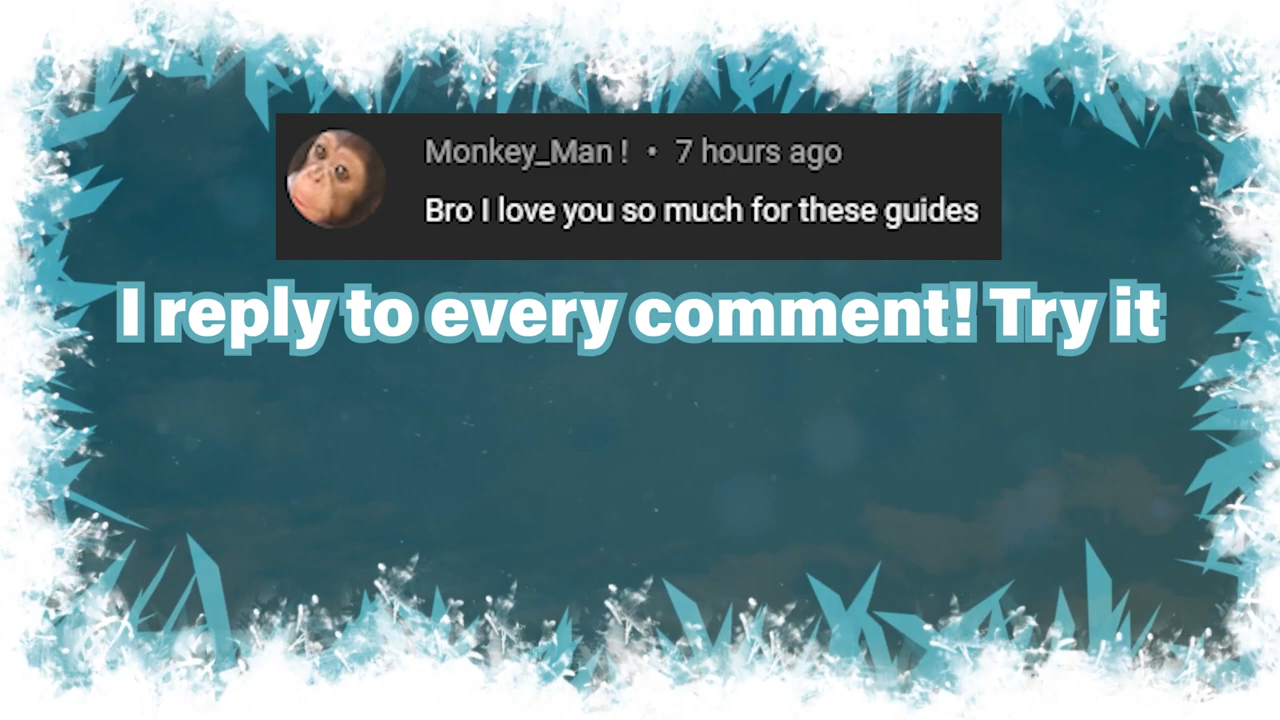 Monkey_Man ! • 7 hours ago
Bro I love you so much for these guides
I reply to every comment! Try it